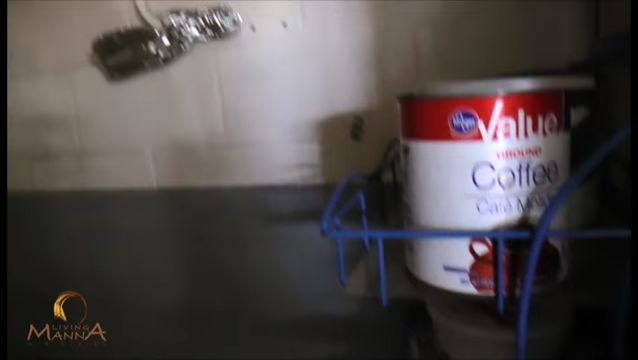 Kroger
Value
GROUND
Coffee
Café Molido
LIVING
MANNA